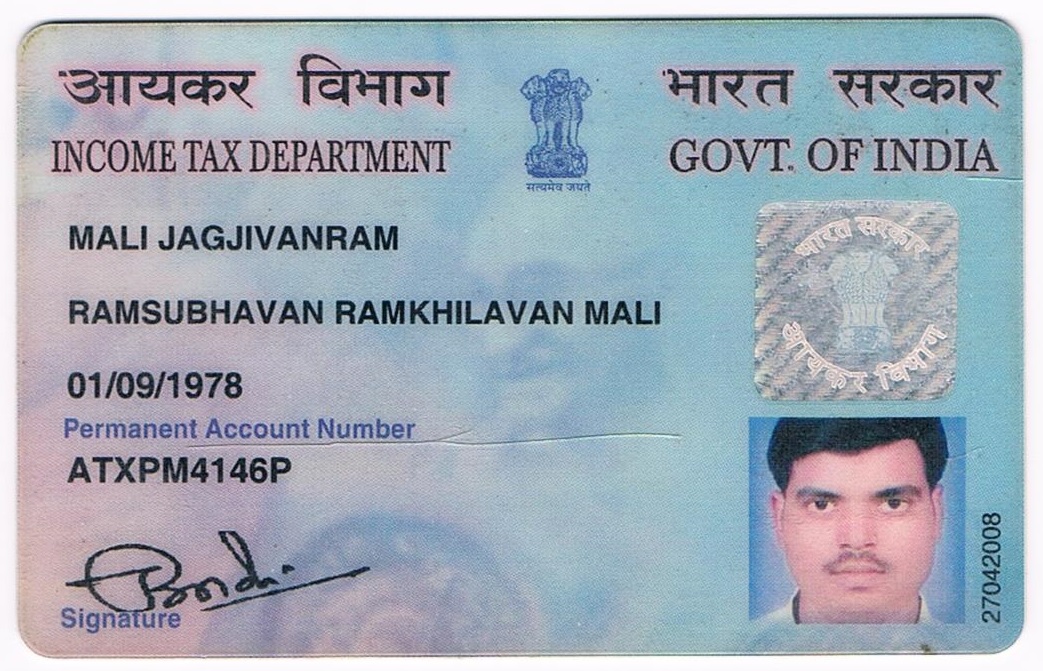 आयकर विभाग
INCOME TAX DEPARTMENT
सत्यमेव जयते
भारत सरकार
GOVT. OF INDIA
MALI JAGJIVANRAM
RAMSUBHAVAN RAMKHILAVAN MALI
01/09/1978
Permanent Account Number
ATXPM4146P
Signature
भारत सरकार
आयकर विभाग
27042008